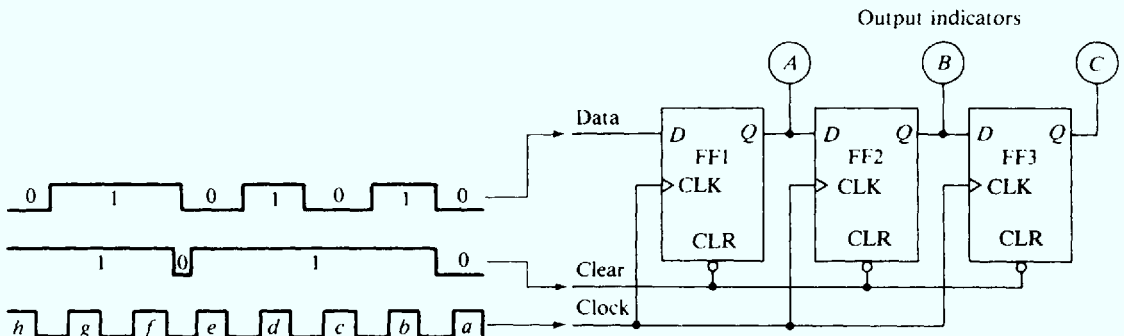 Output indicators
A B C
Data
D Q D Q D Q
FF1 FF2 FF3
0 1 0 1 0 1 0
CLK CLK CLK
CLR CLR CLR
1 0 1 0
Clear
Clock
h g f e d c b a